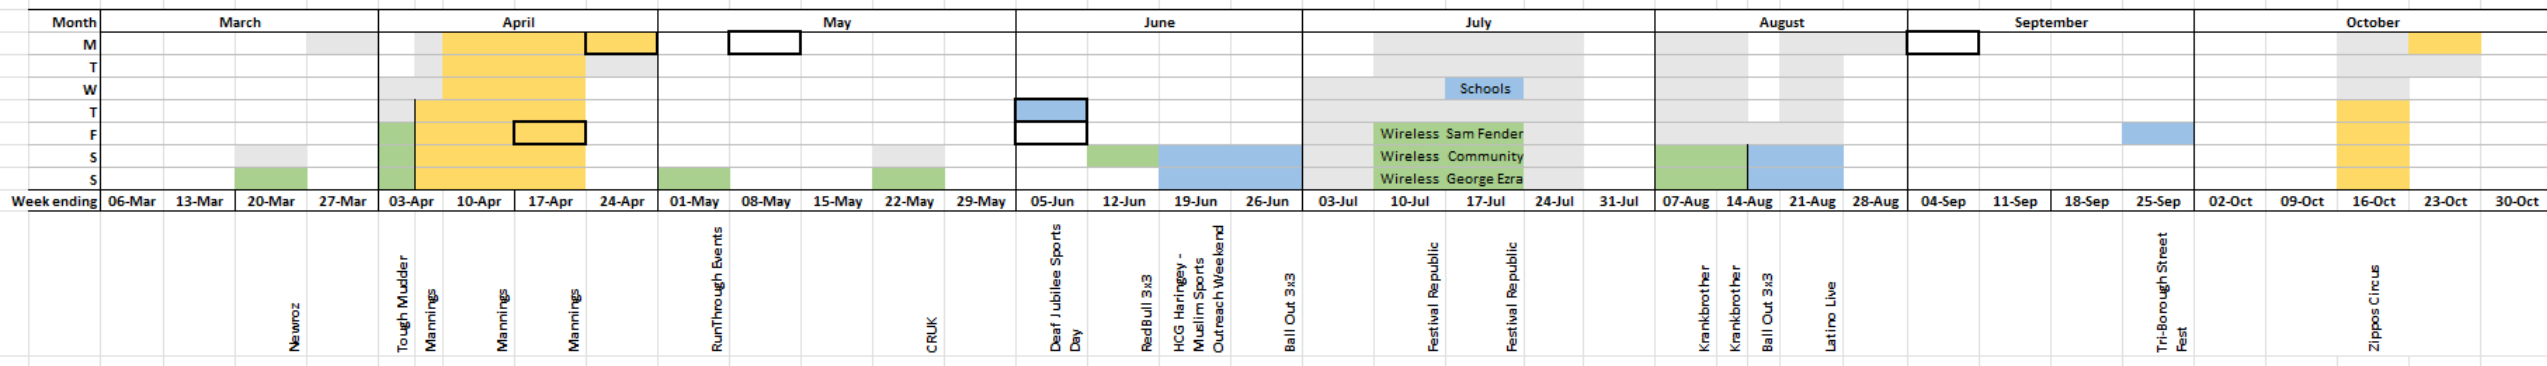 Month March April May June July August September October
M
T
W Schools
T
F Wireless Sam Fender
S Wireless Community
S Wireless George Ezra
Week ending 06-Mar 13-Mar 20-Mar 27-Mar 03-Apr 10-Apr 17-Apr 24-Apr 01-May 08-May 15-May 22-May 29-May 05-Jun 12-Jun 19-Jun 26-Jun 03-Jul 10-Jul 17-Jul 24-Jul 31-Jul 07-Aug 14-Aug 21-Aug 28-Aug 04-Sep 11-Sep 18-Sep 25-Sep 02-Oct 09-Oct 16-Oct 23-Oct 30-Oct
Newroz
Tough Mudder
Mannings
Mannings
Mannings
RunThrough Events
CRUK
Deaf Jubilee Sports
Day
RedBull 3x3
HCG Haringey -
Muslim Sports
Outreach Weekend
Ball Out 3x3
Festival Republic
Festival Republic
Krankbrother
Krankbrother
Ball Out 3x3
Latino Live
Tri-Borough Street
Fest
Zippos Circus